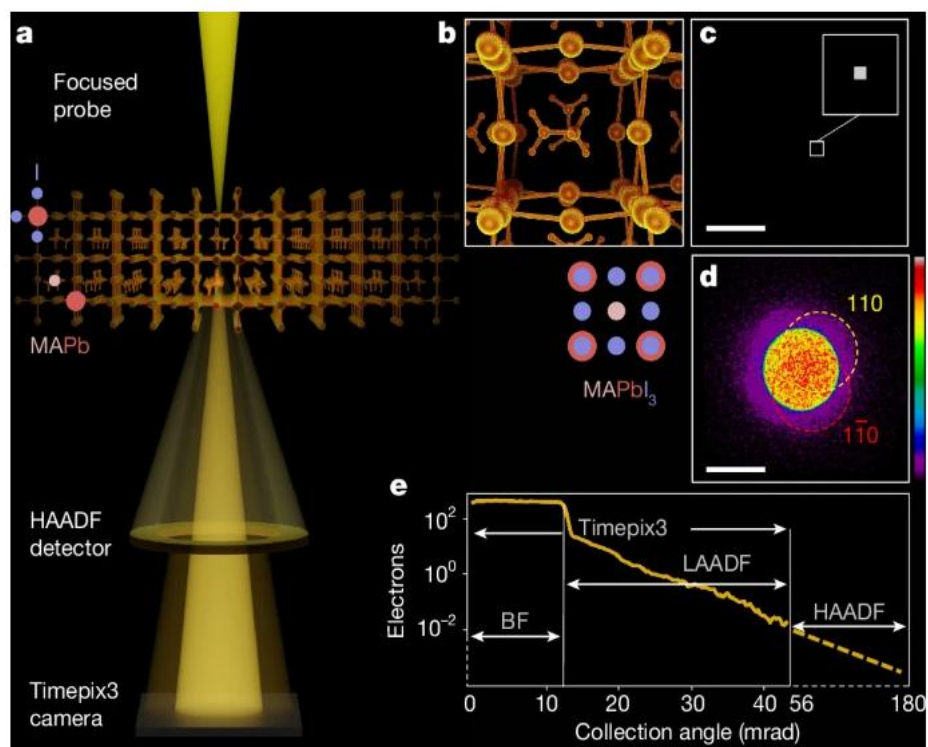 a
Focused
probe
I
MAPb
HAADF
detector
Timepix3
camera
b
MAPbI₃
c
d
110
11̅0
e
Electrons
10²
10⁰
10⁻²
Timepix3
LAADF
BF
HAADF
0 10 20 30 40 56 180
Collection angle (mrad)